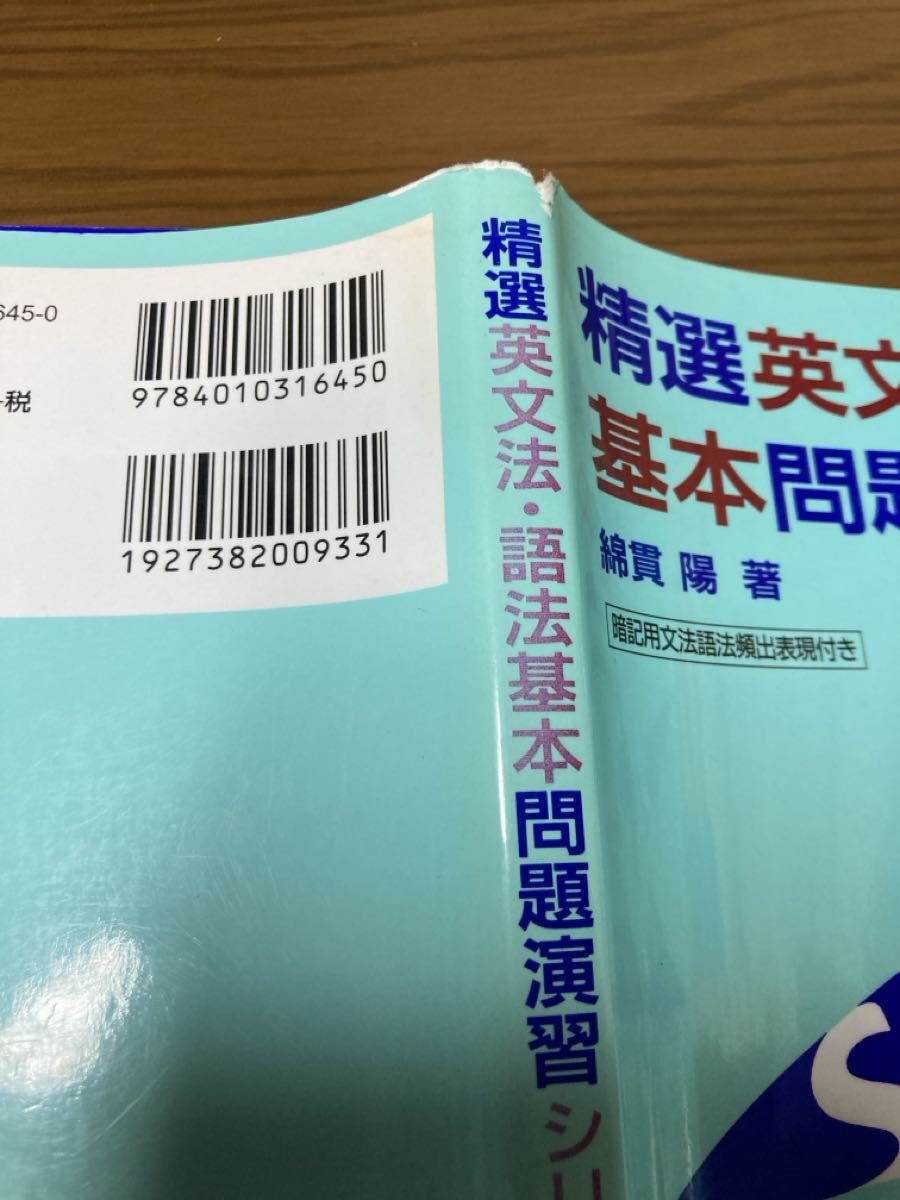 645-0
税
9784010316450
1927382009331
精選英文法・語法基本問題演習 シリ
精選英文
基本問題
綿貫 陽 著
暗記用文法語法頻出表現付き
S